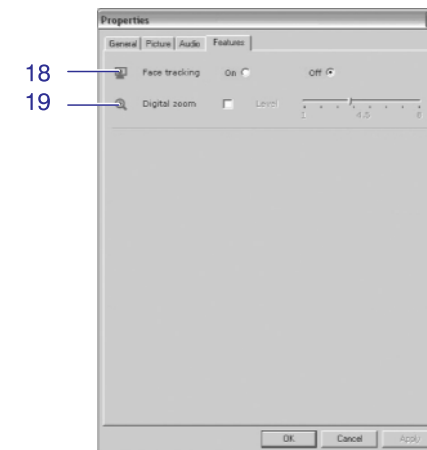 Properties
General Picture Audio Features
18 Face tracking On Off
19 Digital zoom Level
1 4.5 8
OK Cancel Apply